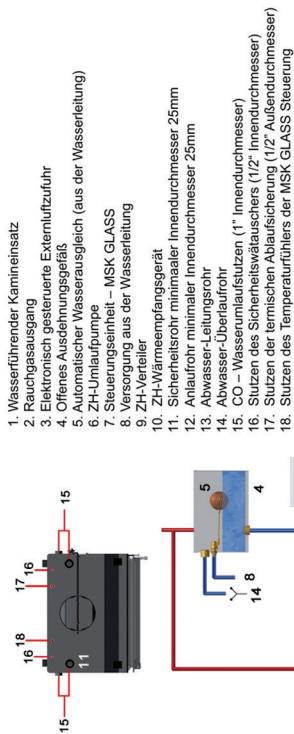 1. Wasserführender Kamineinsatz
2. Rauchgasausgang
3. Elektronisch gesteuerte Externluftzufuhr
4. Offenes Ausdehnungsgefäß
5. Automatischer Wasserausgleich (aus der Wasserleitung)
6. ZH-Umlaufpumpe
7. Steuerungseinheit – MSK GLASS
8. Versorgung aus der Wasserleitung
9. ZH-Verteiler
10. ZH-Wärmeempfangsgerät
11. Sicherheitsrohr minimaaler Innendurchmesser 25mm
12. Anlaufrohr minimaler Innendurchmesser 25mm
13. Abwasser-Leitungsrohr
14. Abwasser-Überlaufrohr
15. CO – Wasserumlaufstutzen (1" Innendurchmesser)
16. Stutzen des Sicherheitswätauschers (1/2" Innendurchmesser)
17. Stutzen der termischen Ablaufsicherung (1/2" Außendurchmesser)
18. Stutzen des Temperaturfühlers der MSK GLASS Steuerung
15
16
18
17
16
15
11
14
8
5
4